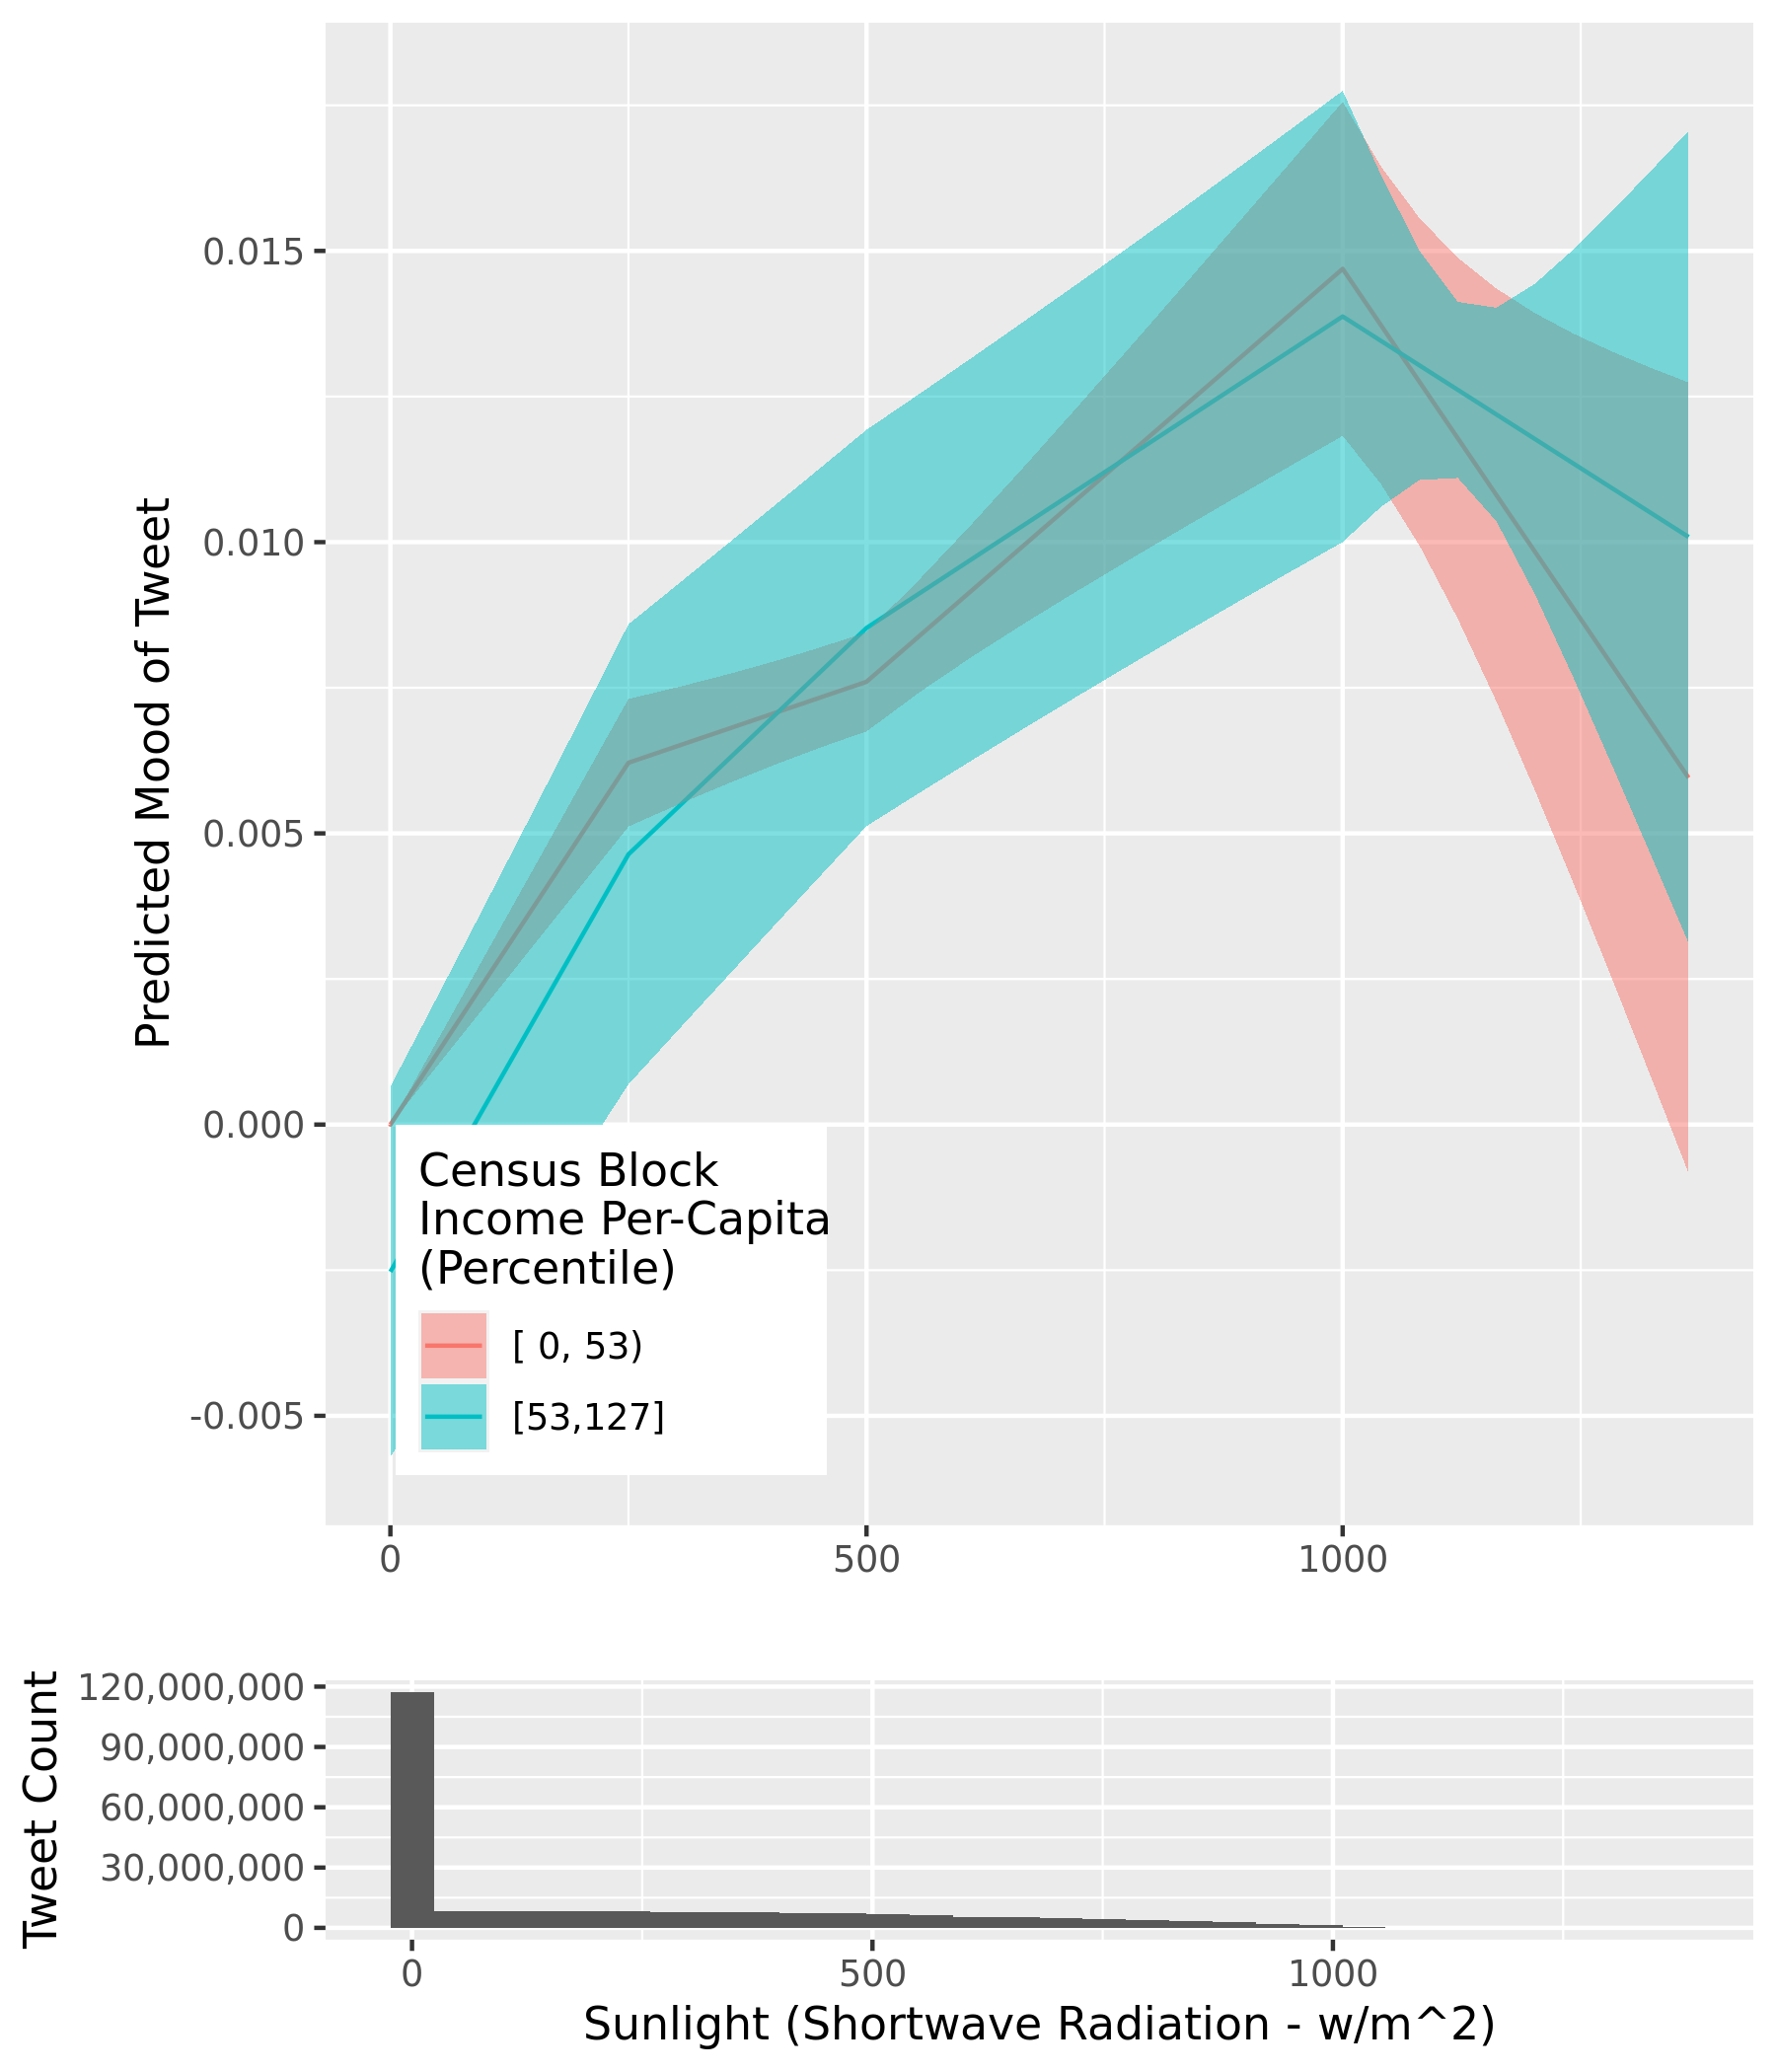 0.015
0.010
0.005
0.000
-0.005
Predicted Mood of Tweet
Census Block
Income Per-Capita
(Percentile)
[ 0, 53)
[53,127]
0 500 1000
120,000,000
90,000,000
60,000,000
30,000,000
0
Tweet Count
0 500 1000
Sunlight (Shortwave Radiation - w/m^2)